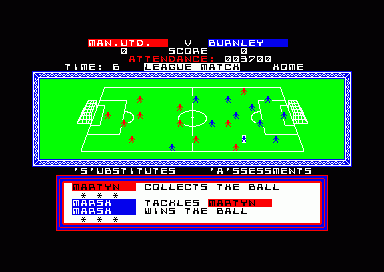 MAN.UTD. V BURNLEY
0 SCORE 0
ATTENDANCE: 003700
TIME: 6 LEAGUE MATCH HOME
'S'UBSTITUTES 'A'SSESSMENTS
MARTYN COLLECTS THE BALL
* * *
MARSH TACKLES MARTYN
MARSH WINS THE BALL
* * *